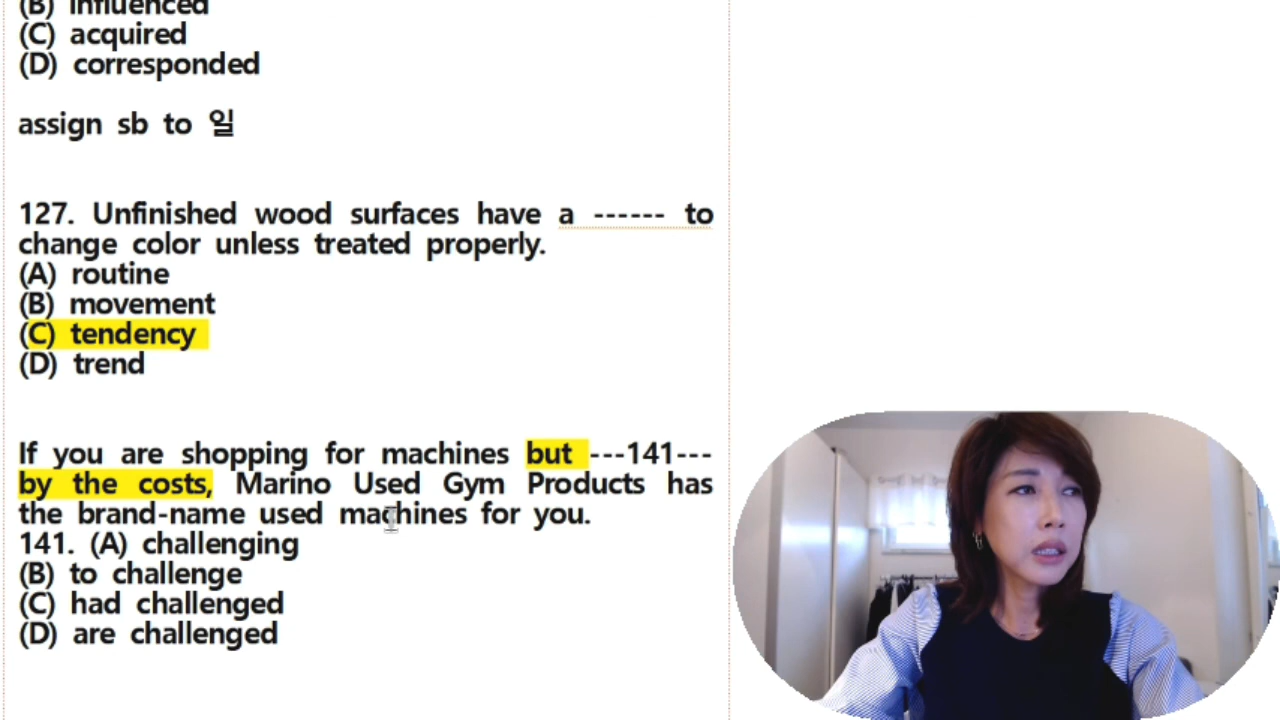 (B) influenced
(C) acquired
(D) corresponded
assign sb to 일
127. Unfinished wood surfaces have a ------ to
change color unless treated properly.
(A) routine
(B) movement
(C) tendency
(D) trend
If you are shopping for machines but ---141---
by the costs, Marino Used Gym Products has
the brand-name used machines for you.
141. (A) challenging
(B) to challenge
(C) had challenged
(D) are challenged